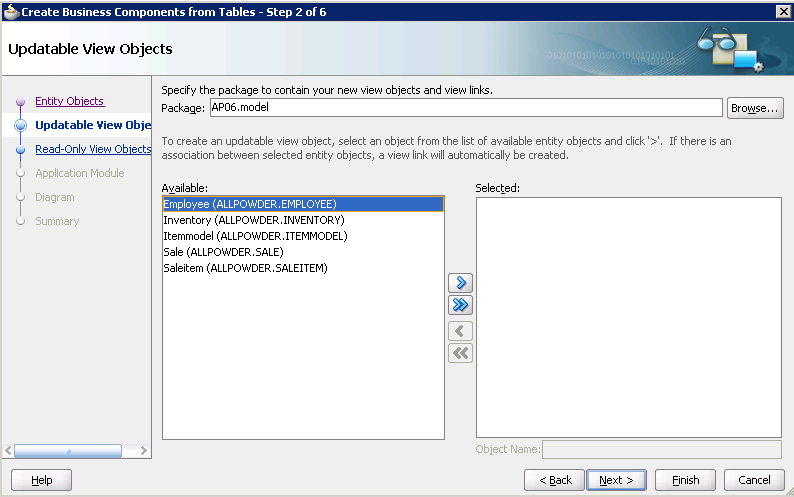 Create Business Components from Tables - Step 2 of 6
Updatable View Objects
01010101010101010101010101
Entity Objects
Updatable View Obje
Read-Only View Objects
Application Module
Diagram
Summary
Specify the package to contain your new view objects and view links.
Package: AP06.model Browse...
To create an updatable view object, select an object from the list of available entity objects and click '>'. If there is an
association between selected entity objects, a view link will automatically be created.
Available:
Employee (ALLPOWDER.EMPLOYEE)
Inventory (ALLPOWDER.INVENTORY)
Itemmodel (ALLPOWDER.ITEMMODEL)
Sale (ALLPOWDER.SALE)
Saleitem (ALLPOWDER.SALEITEM)
Selected:
Object Name:
Help < Back Next > Finish Cancel